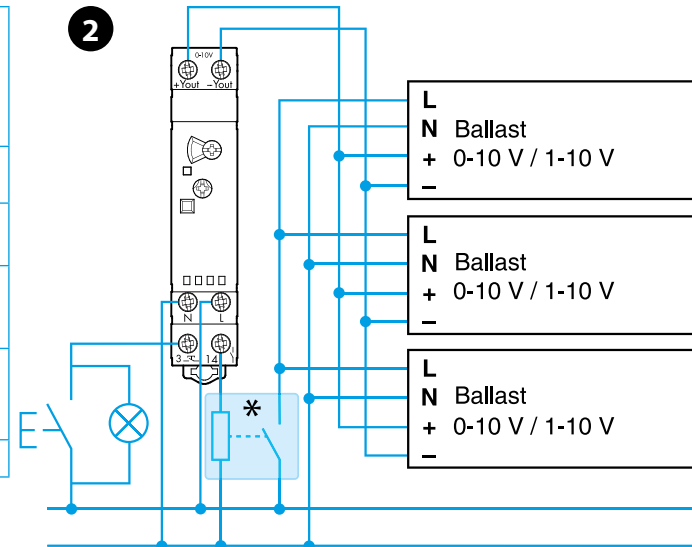 2
0-10V
+Yout –Yout
N L
3 14
*
L
N Ballast
+ 0-10 V / 1-10 V
–
L
N Ballast
+ 0-10 V / 1-10 V
–
L
N Ballast
+ 0-10 V / 1-10 V
–